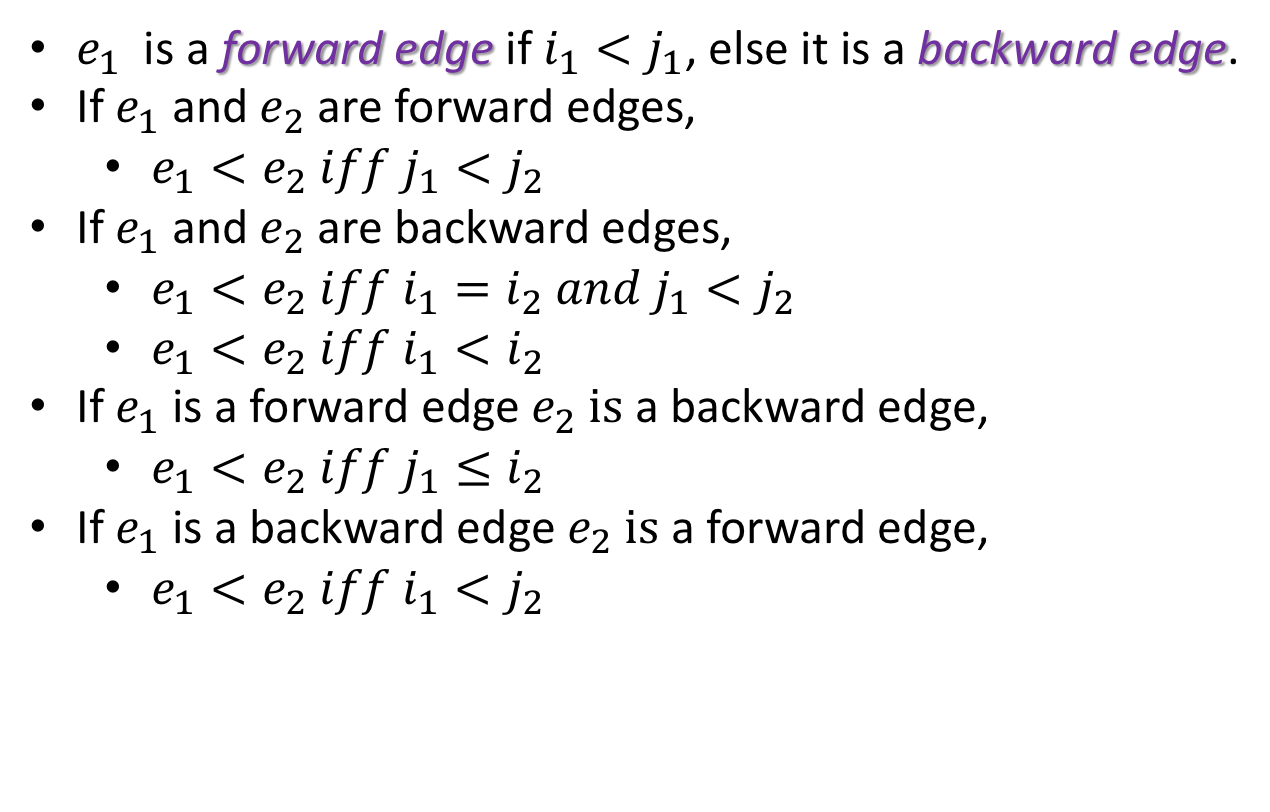 • e₁ is a forward edge if i₁ < j₁, else it is a backward edge.
• If e₁ and e₂ are forward edges,
• e₁ < e₂ iff j₁ < j₂
• If e₁ and e₂ are backward edges,
• e₁ < e₂ iff i₁ = i₂ and j₁ < j₂
• e₁ < e₂ iff i₁ < i₂
• If e₁ is a forward edge e₂ is a backward edge,
• e₁ < e₂ iff j₁ ≤ i₂
• If e₁ is a backward edge e₂ is a forward edge,
• e₁ < e₂ iff i₁ < j₂